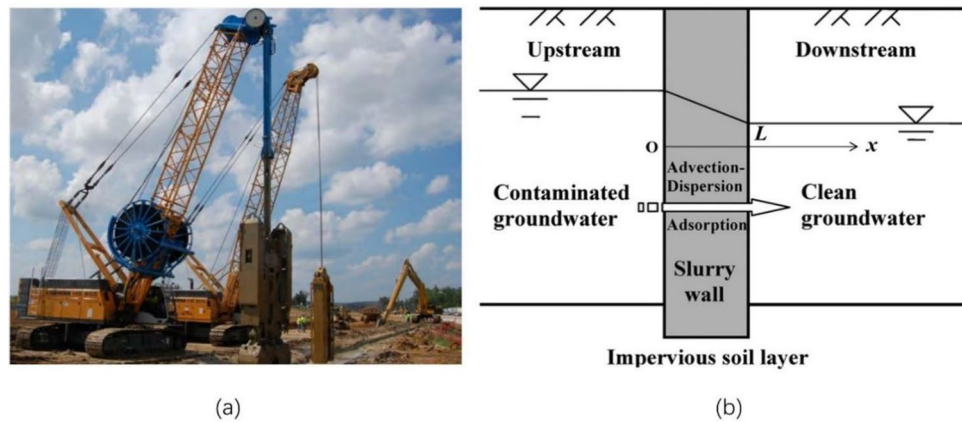 Upstream
Downstream
L
O
x
Advection-
Dispersion
Contaminated
groundwater
Clean
groundwater
Adsorption
Slurry
wall
Impervious soil layer
(a)
(b)